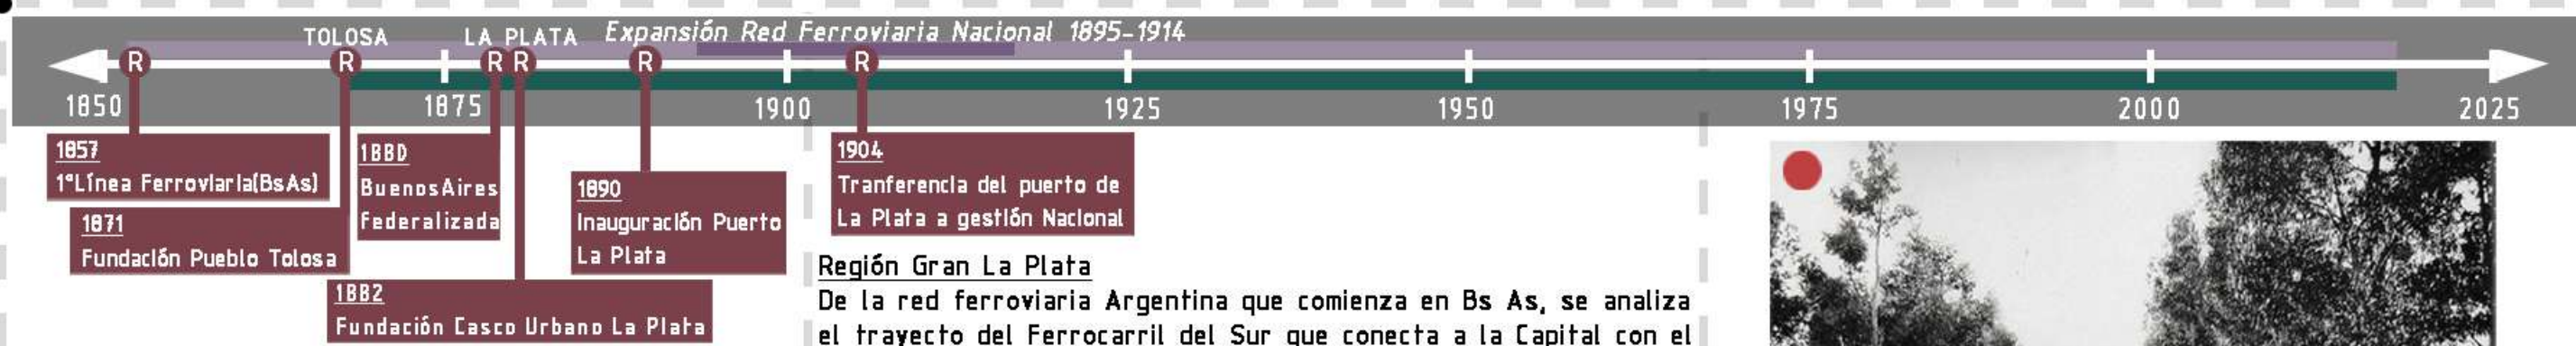 TOLOSA LA PLATA Expansión Red Ferroviaria Nacional 1895-1914
R R R R R R
1850 1875 1900 1925 1950 1975 2000 2025
1857
1°Línea Ferroviaria(BsAs)
1871
Fundación Pueblo Tolosa
1880
BuenosAires
Federalizada
1882
Fundación Casco Urbano La Plata
1890
Inauguración Puerto
La Plata
1904
Tranferencia del puerto de
La Plata a gestión Nacional
Región Gran La Plata
De la red ferroviaria Argentina que comienza en Bs As, se analiza
el trayecto del Ferrocarril del Sur que conecta a la Capital con el